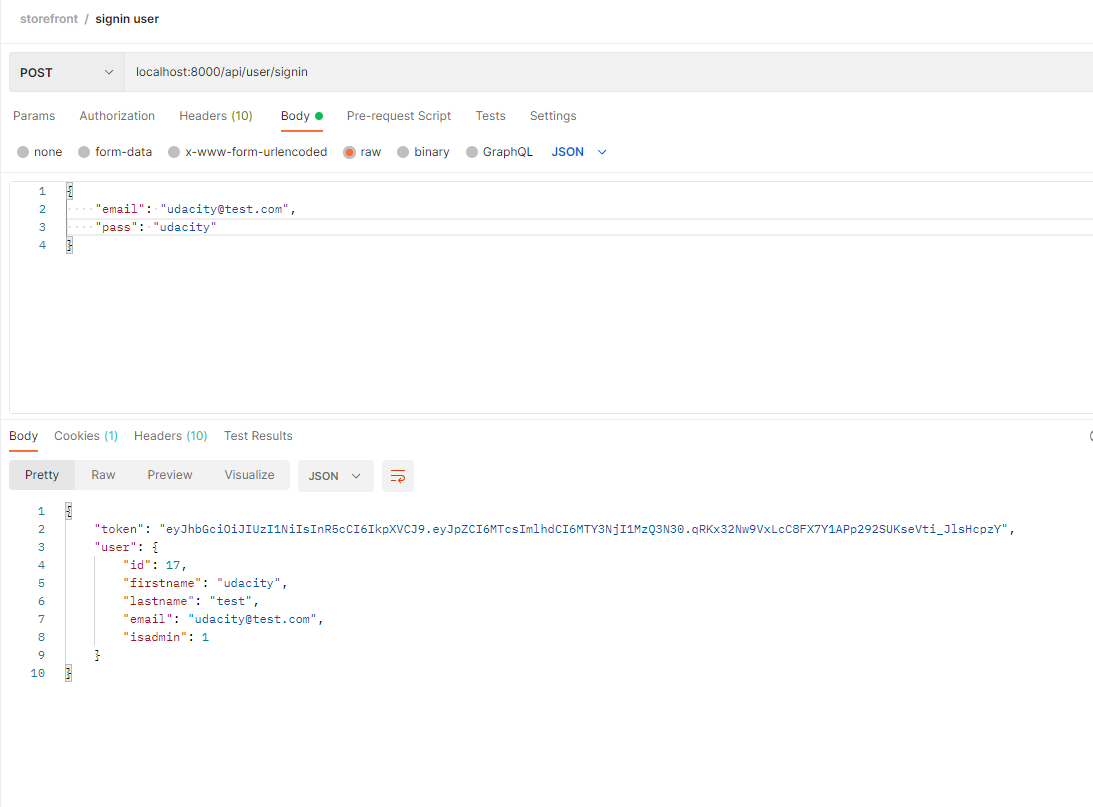 storefront / signin user
POST localhost:8000/api/user/signin
Params Authorization Headers (10) Body Pre-request Script Tests Settings
none form-data x-www-form-urlencoded raw binary GraphQL JSON
1 {
2 "email": "udacity@test.com",
3 "pass": "udacity"
4 }
Body Cookies (1) Headers (10) Test Results
Pretty Raw Preview Visualize JSON
1 {
2 "token": "eyJhbGciOiJIUzI1NiIsInR5cCI6IkpXVCJ9.eyJpZCI6MTcsImlhdCI6MTY3NjI1MzQ3N30.qRKx32Nw9VxLcC8FX7Y1APp292SUKseVti_JlsHcpzY",
3 "user": {
4 "id": 17,
5 "firstname": "udacity",
6 "lastname": "test",
7 "email": "udacity@test.com",
8 "isadmin": 1
9 }
10 }